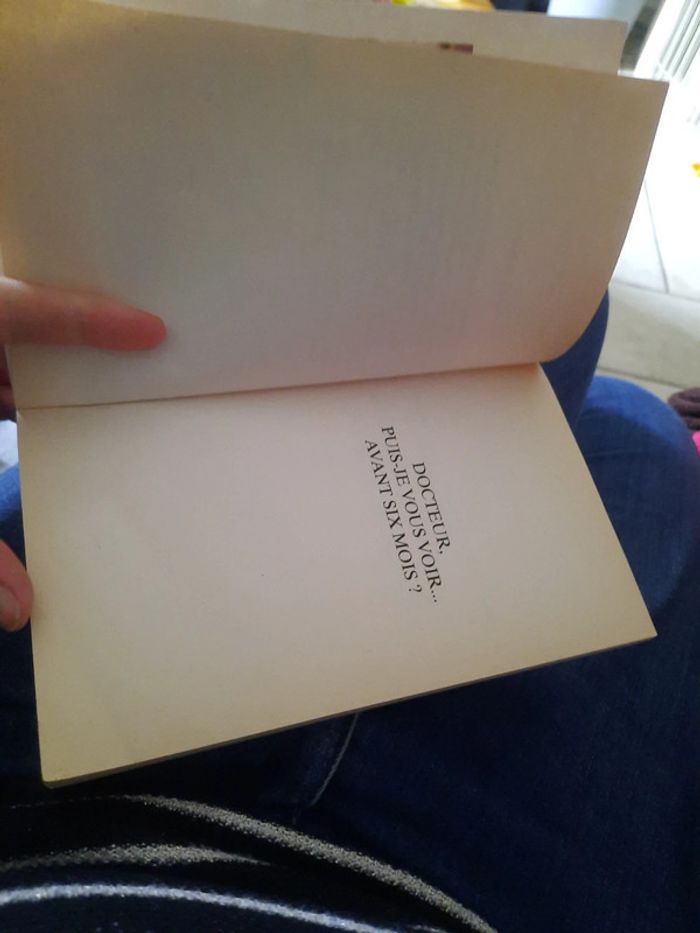 DOCTEUR,
PUIS-JE VOUS VOIR...
AVANT SIX MOIS ?